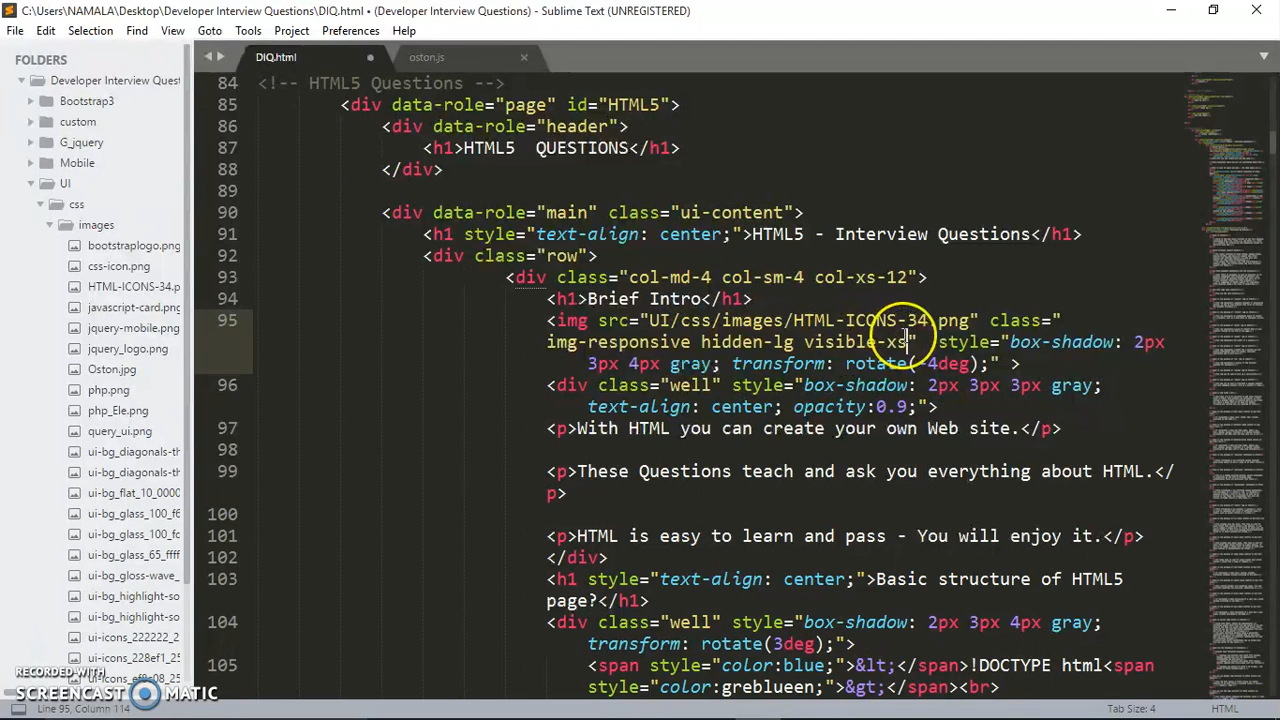 C:\Users\NAMALA\Desktop\Developer Interview Questions\DIQ.html • (Developer Interview Questions) - Sublime Text (UNREGISTERED)
File Edit Selection Find View Goto Tools Project Preferences Help
FOLDERS
Developer Interview Quest
Bootstrap3
custom
G_jquery
Mobile
UI
css
images
bootstraplogo.png
css-icon.png
HTML-ICONS-34.p
javascript-card.png
jquery-mobile.png
Oston.jpg
php.png
php_Ele.png
query_ui.png
ui-bg_diagonals-th
ui-bg_diagonals-th
ui-bg_flat_10_0000
ui-bg_glass_100_f6
ui-bg_glass_100_fd
ui-bg_glass_65_ffff
ui-bg_gloss-wave_
ui-bg_highlight-so
ui-bg_highlight-so
ui-icons_222222_2
ui-icons_228ef1_25
ui-icons_ef8c08_25
DIQ.html oston.js
84 <!-- HTML5 Questions -->
85 <div data-role="page" id="HTML5">
86 <div data-role="header">
87 <h1>HTML5  QUESTIONS</h1>
88 </div>
89
90 <div data-role="main" class="ui-content">
91 <h1 style="text-align: center;">HTML5 - Interview Questions</h1>
92 <div class="row">
93 <div class="col-md-4 col-sm-4 col-xs-12">
94 <h1>Brief Intro</h1>
95 img src="UI/css/images/HTML-ICONS-34.png" class="
img-responsive hidden-lg visible-xs"  style="box-shadow: 2px
3px 4px gray; transform: rotate(-4deg);" >
96 <div class="well" style="box-shadow: 2px 3px 3px gray;
text-align: center; opacity:0.9;">
97 <p>With HTML you can create your own Web site.</p>
98
99 <p>These Questions teach and ask you everything about HTML.</
p>
100
101 <p>HTML is easy to learn and pass - You will enjoy it.</p>
102 </div>
103 <h1 style="text-align: center;">Basic structure of HTML5
page?</h1>
104 <div class="well" style="box-shadow: 2px 3px 4px gray;
transform: rotate(3deg);">
105 <span style="color:blue;">&lt;</span>!DOCTYPE html<span
style="color:greblueer;">&gt;</span><br>
RECORDED WITH
SCREENCAST MATIC
Line 95, Column 114 Tab Size: 4 HTML